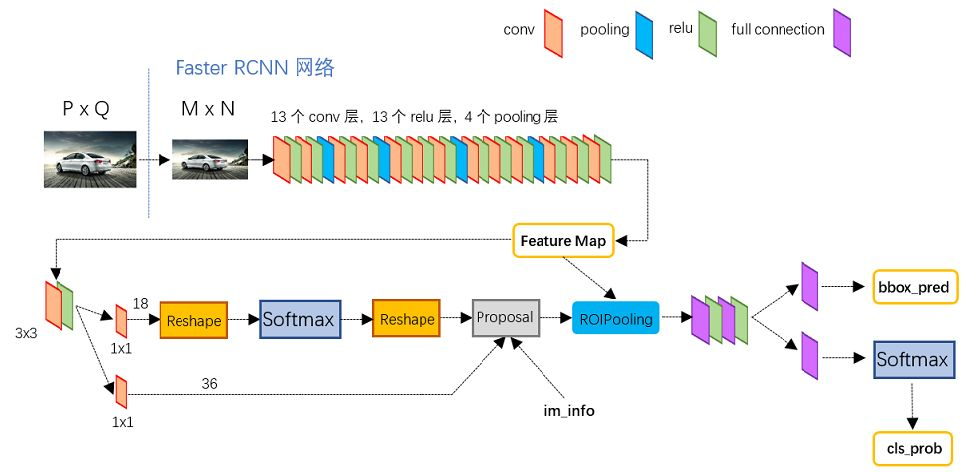 conv
pooling
relu
full connection
Faster RCNN 网络
P x Q
M x N
13 个 conv 层, 13 个 relu 层, 4 个 pooling 层
Feature Map
3x3
1x1
18
Reshape
Softmax
Reshape
Proposal
ROIPooling
bbox_pred
Softmax
cls_prob
36
1x1
im_info